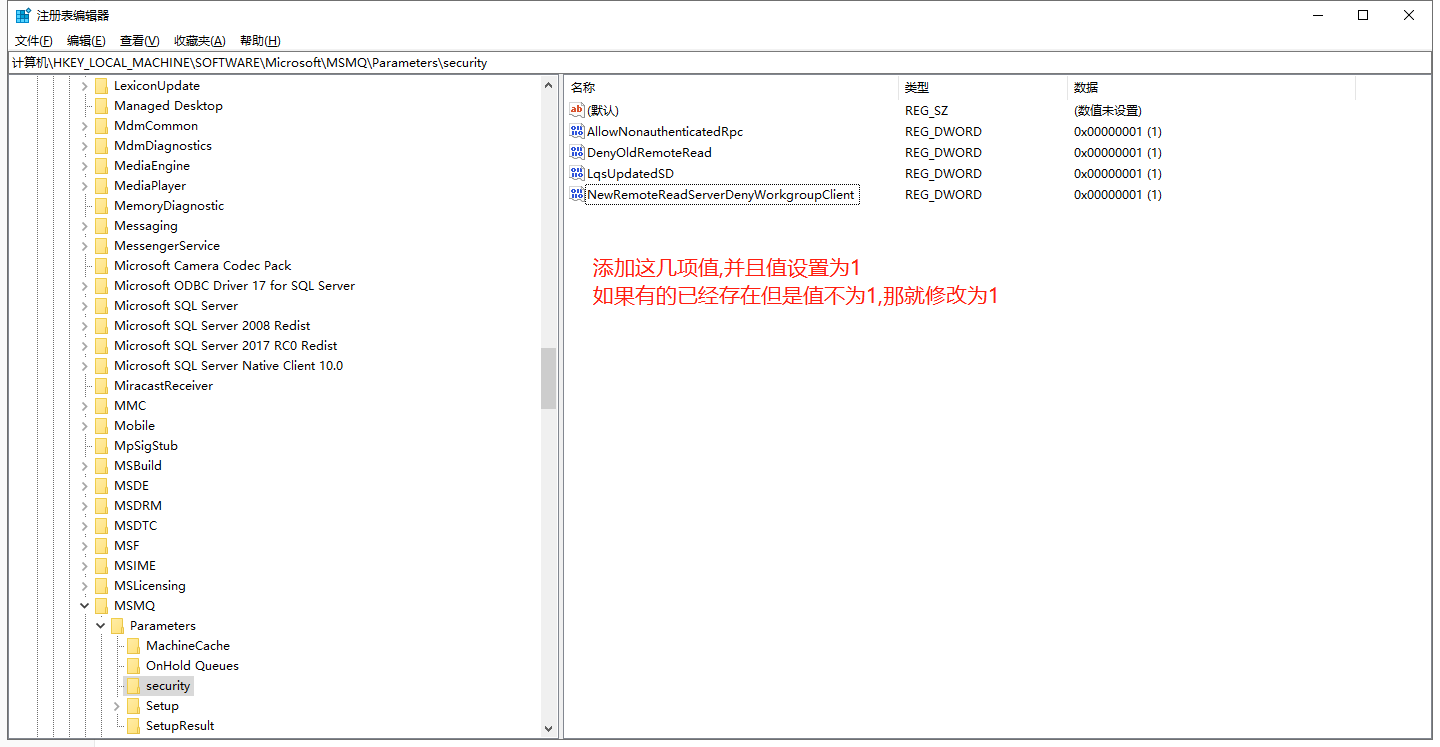 注册表编辑器
文件(F) 编辑(E) 查看(V) 收藏夹(A) 帮助(H)
计算机\HKEY_LOCAL_MACHINE\SOFTWARE\Microsoft\MSMQ\Parameters\security
LexiconUpdate
Managed Desktop
MdmCommon
MdmDiagnostics
MediaEngine
MediaPlayer
MemoryDiagnostic
Messaging
MessengerService
Microsoft Camera Codec Pack
Microsoft ODBC Driver 17 for SQL Server
Microsoft SQL Server
Microsoft SQL Server 2008 Redist
Microsoft SQL Server 2017 RC0 Redist
Microsoft SQL Server Native Client 10.0
MiracastReceiver
MMC
Mobile
MpSigStub
MSBuild
MSDE
MSDRM
MSDTC
MSF
MSIME
MSLicensing
MSMQ
Parameters
MachineCache
OnHold Queues
security
Setup
SetupResult
名称 类型 数据
(默认) REG_SZ (数值未设置)
AllowNonauthenticatedRpc REG_DWORD 0x00000001 (1)
DenyOldRemoteRead REG_DWORD 0x00000001 (1)
LqsUpdatedSD REG_DWORD 0x00000001 (1)
NewRemoteReadServerDenyWorkgroupClient REG_DWORD 0x00000001 (1)
添加这几项值,并且值设置为1
如果有的已经存在但是值不为1,那就修改为1